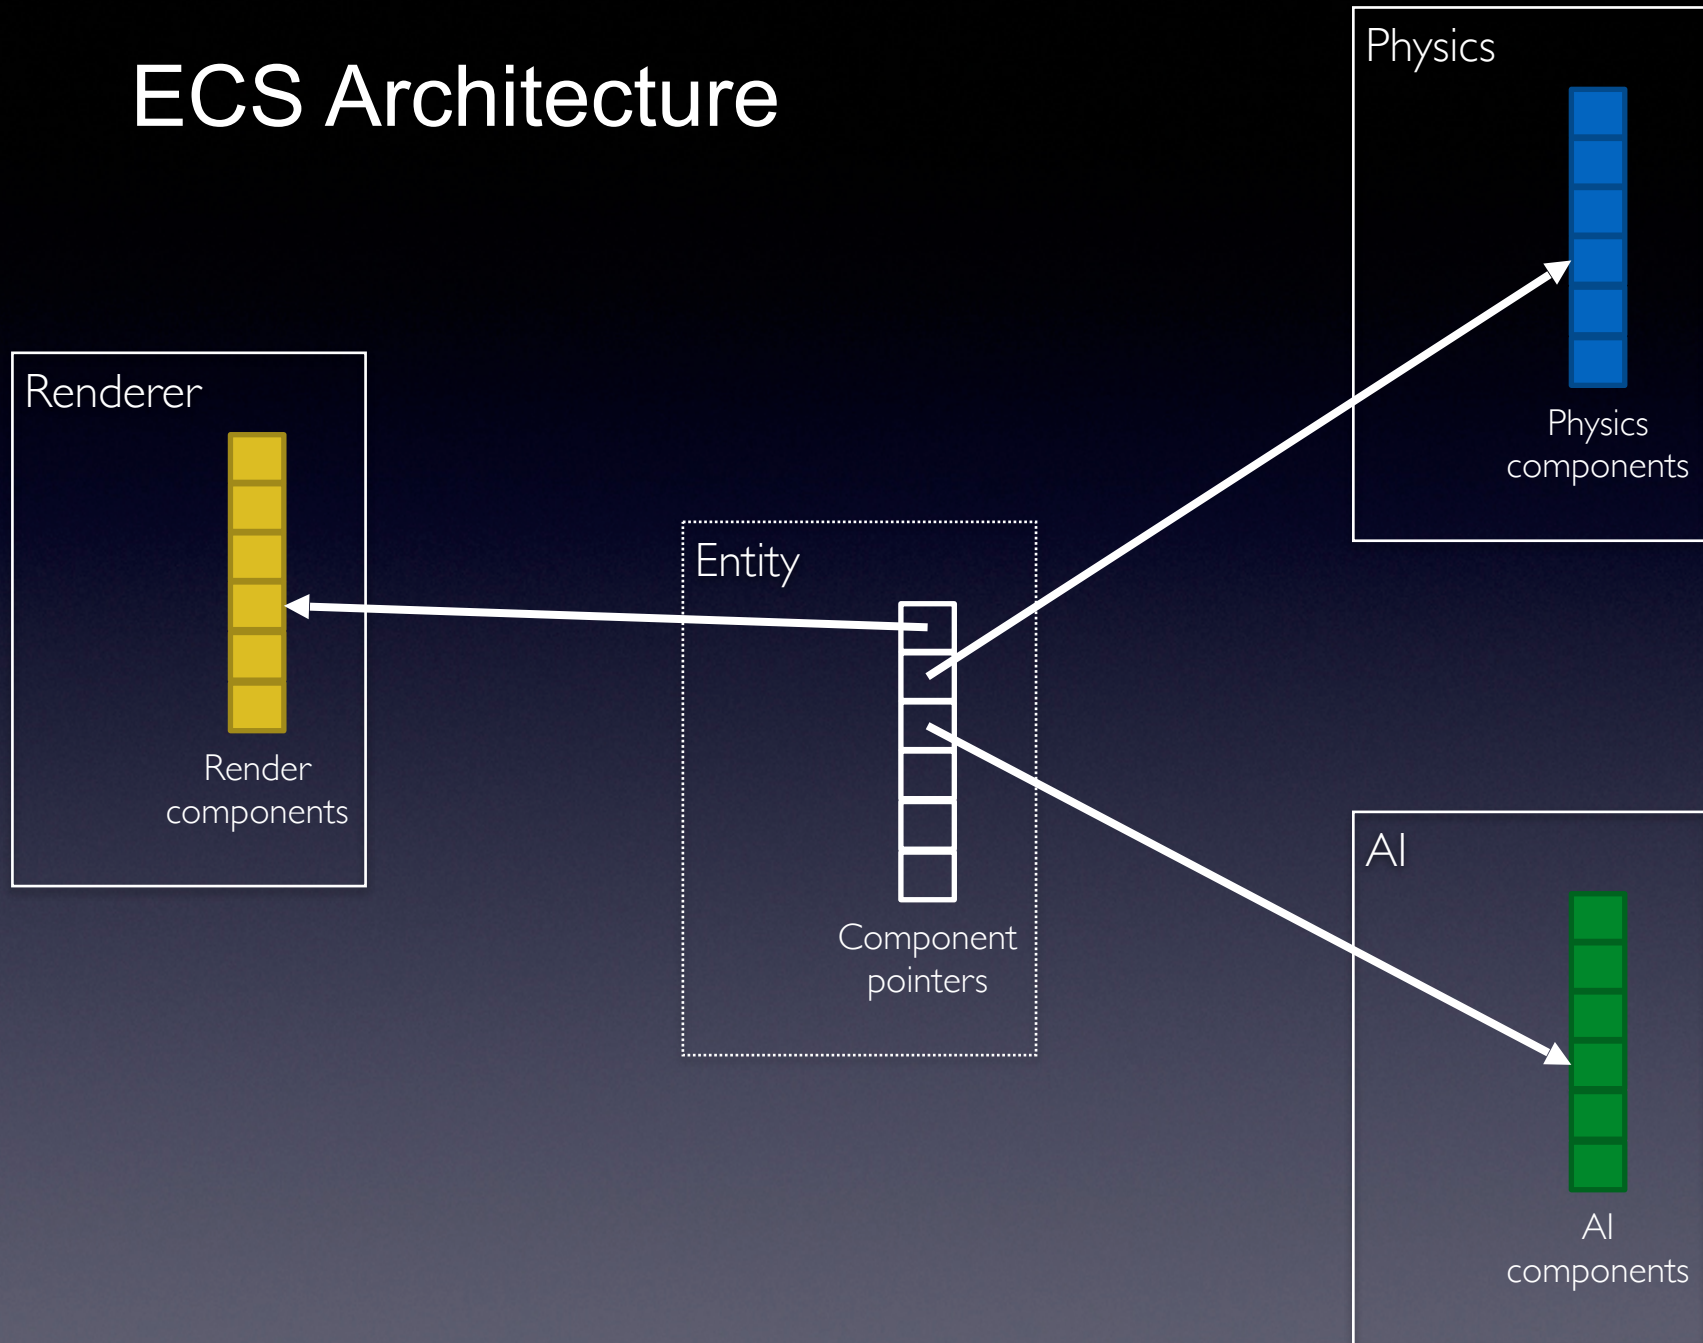 ECS Architecture
Physics
Physics
components
Renderer
Render
components
Entity
Component
pointers
AI
AI
components